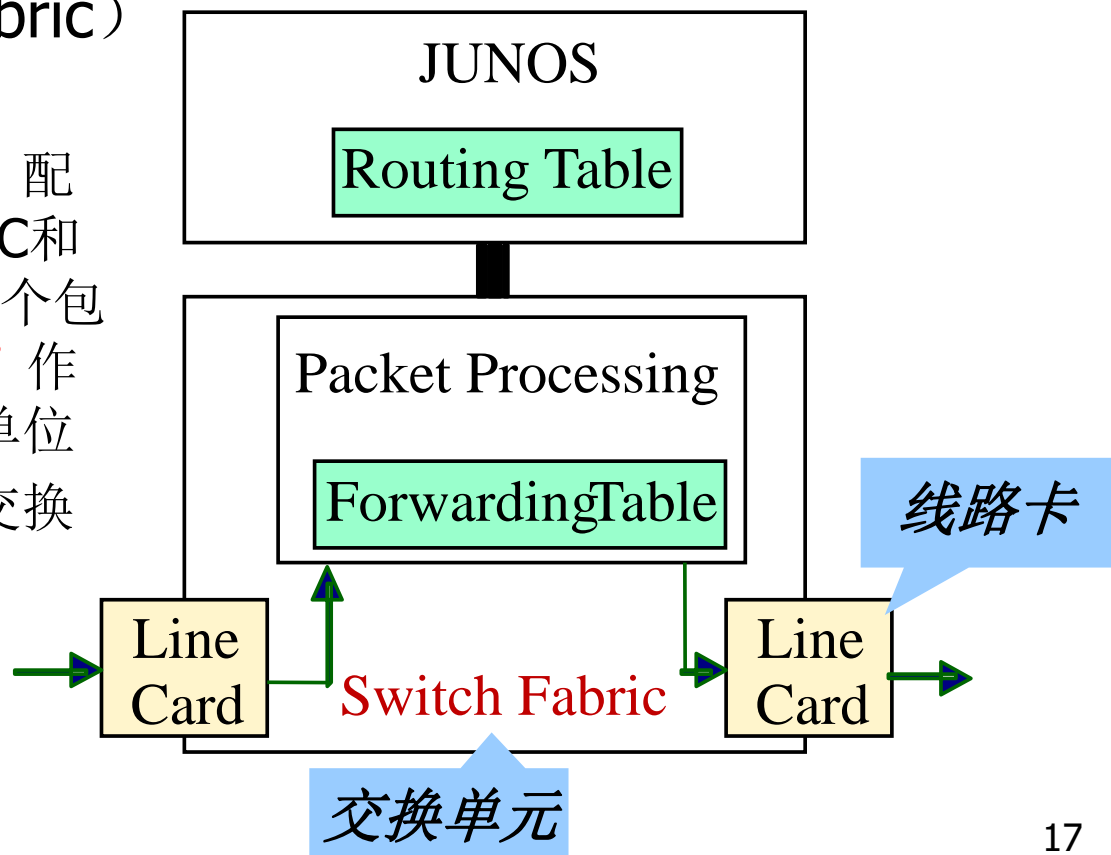 bric）
配
C和
个包
作
单位
交换
JUNOS
Routing Table
Packet Processing
ForwardingTable
线路卡
Line
Card
Switch Fabric
Line
Card
交换单元
17